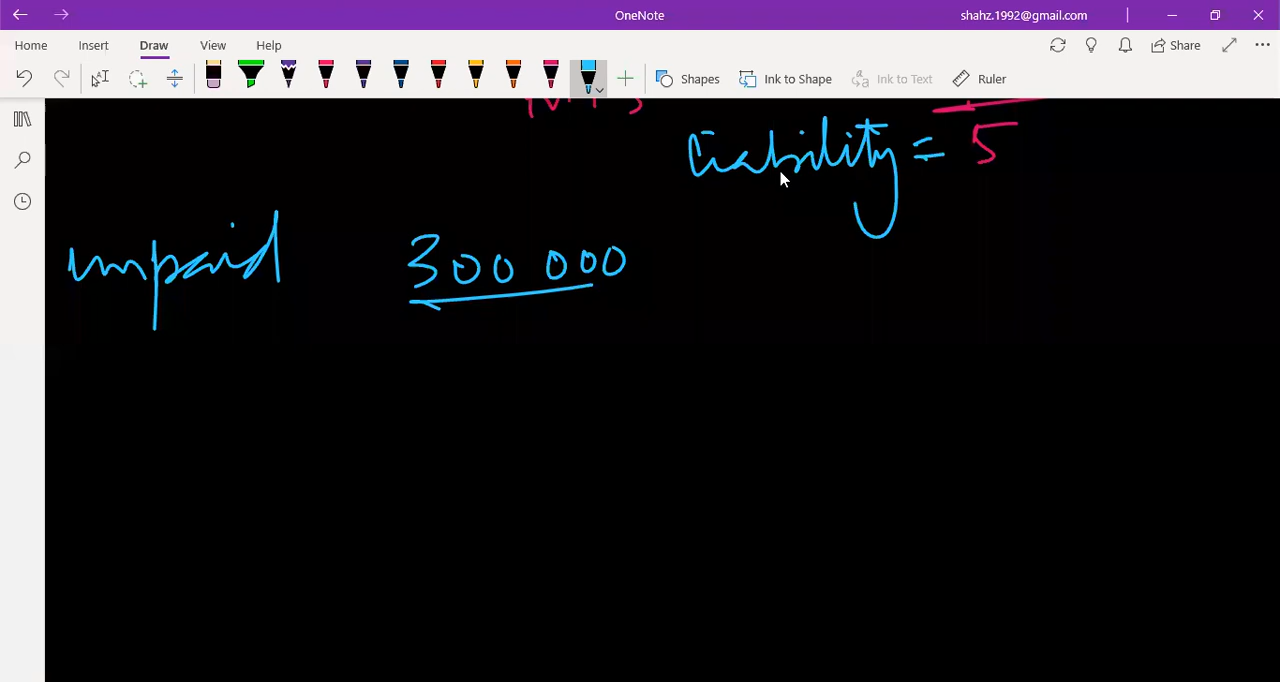 OneNote
shahz.1992@gmail.com
Home Insert Draw View Help
Share
Shapes Ink to Shape Ink to Text Ruler
Liability = 5
unpaid 300 000